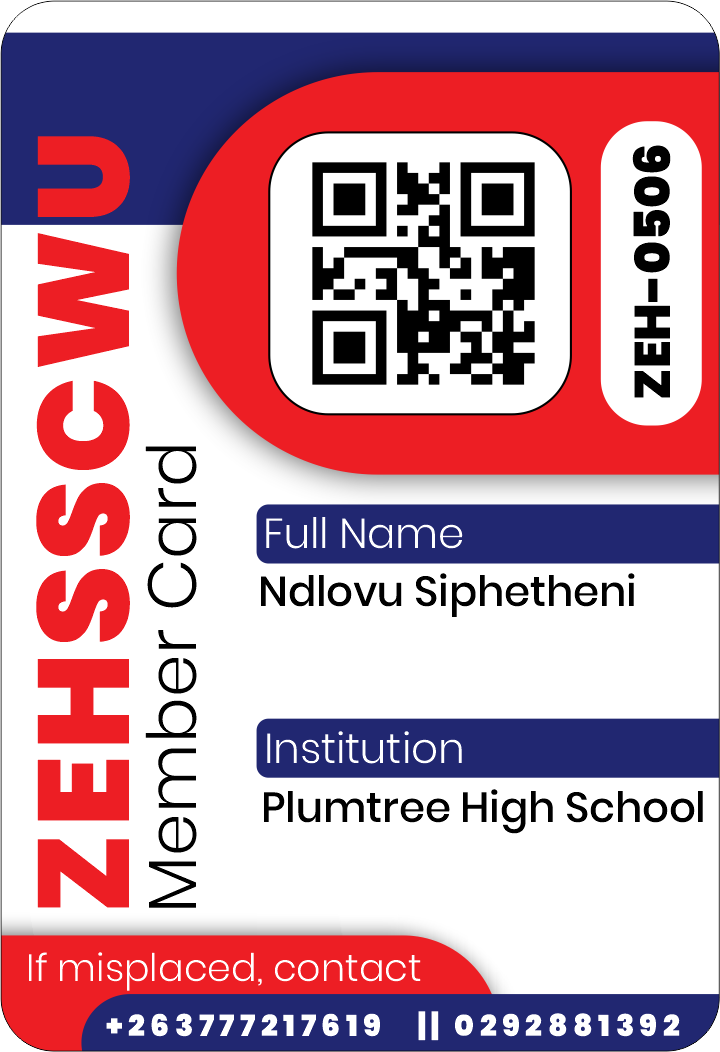 ZEHSSCWU
Member Card
ZEH-0506
Full Name
Ndlovu Siphetheni
Institution
Plumtree High School
If misplaced, contact
+263777217619 || 0292881392